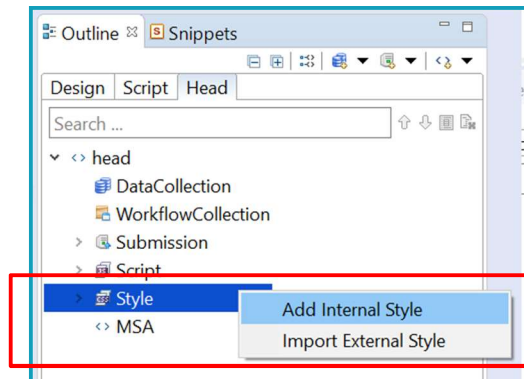 Outline Snippets
Design Script Head
Search ...
head
DataCollection
WorkflowCollection
Submission
Script
Style
Add Internal Style
MSA
Import External Style